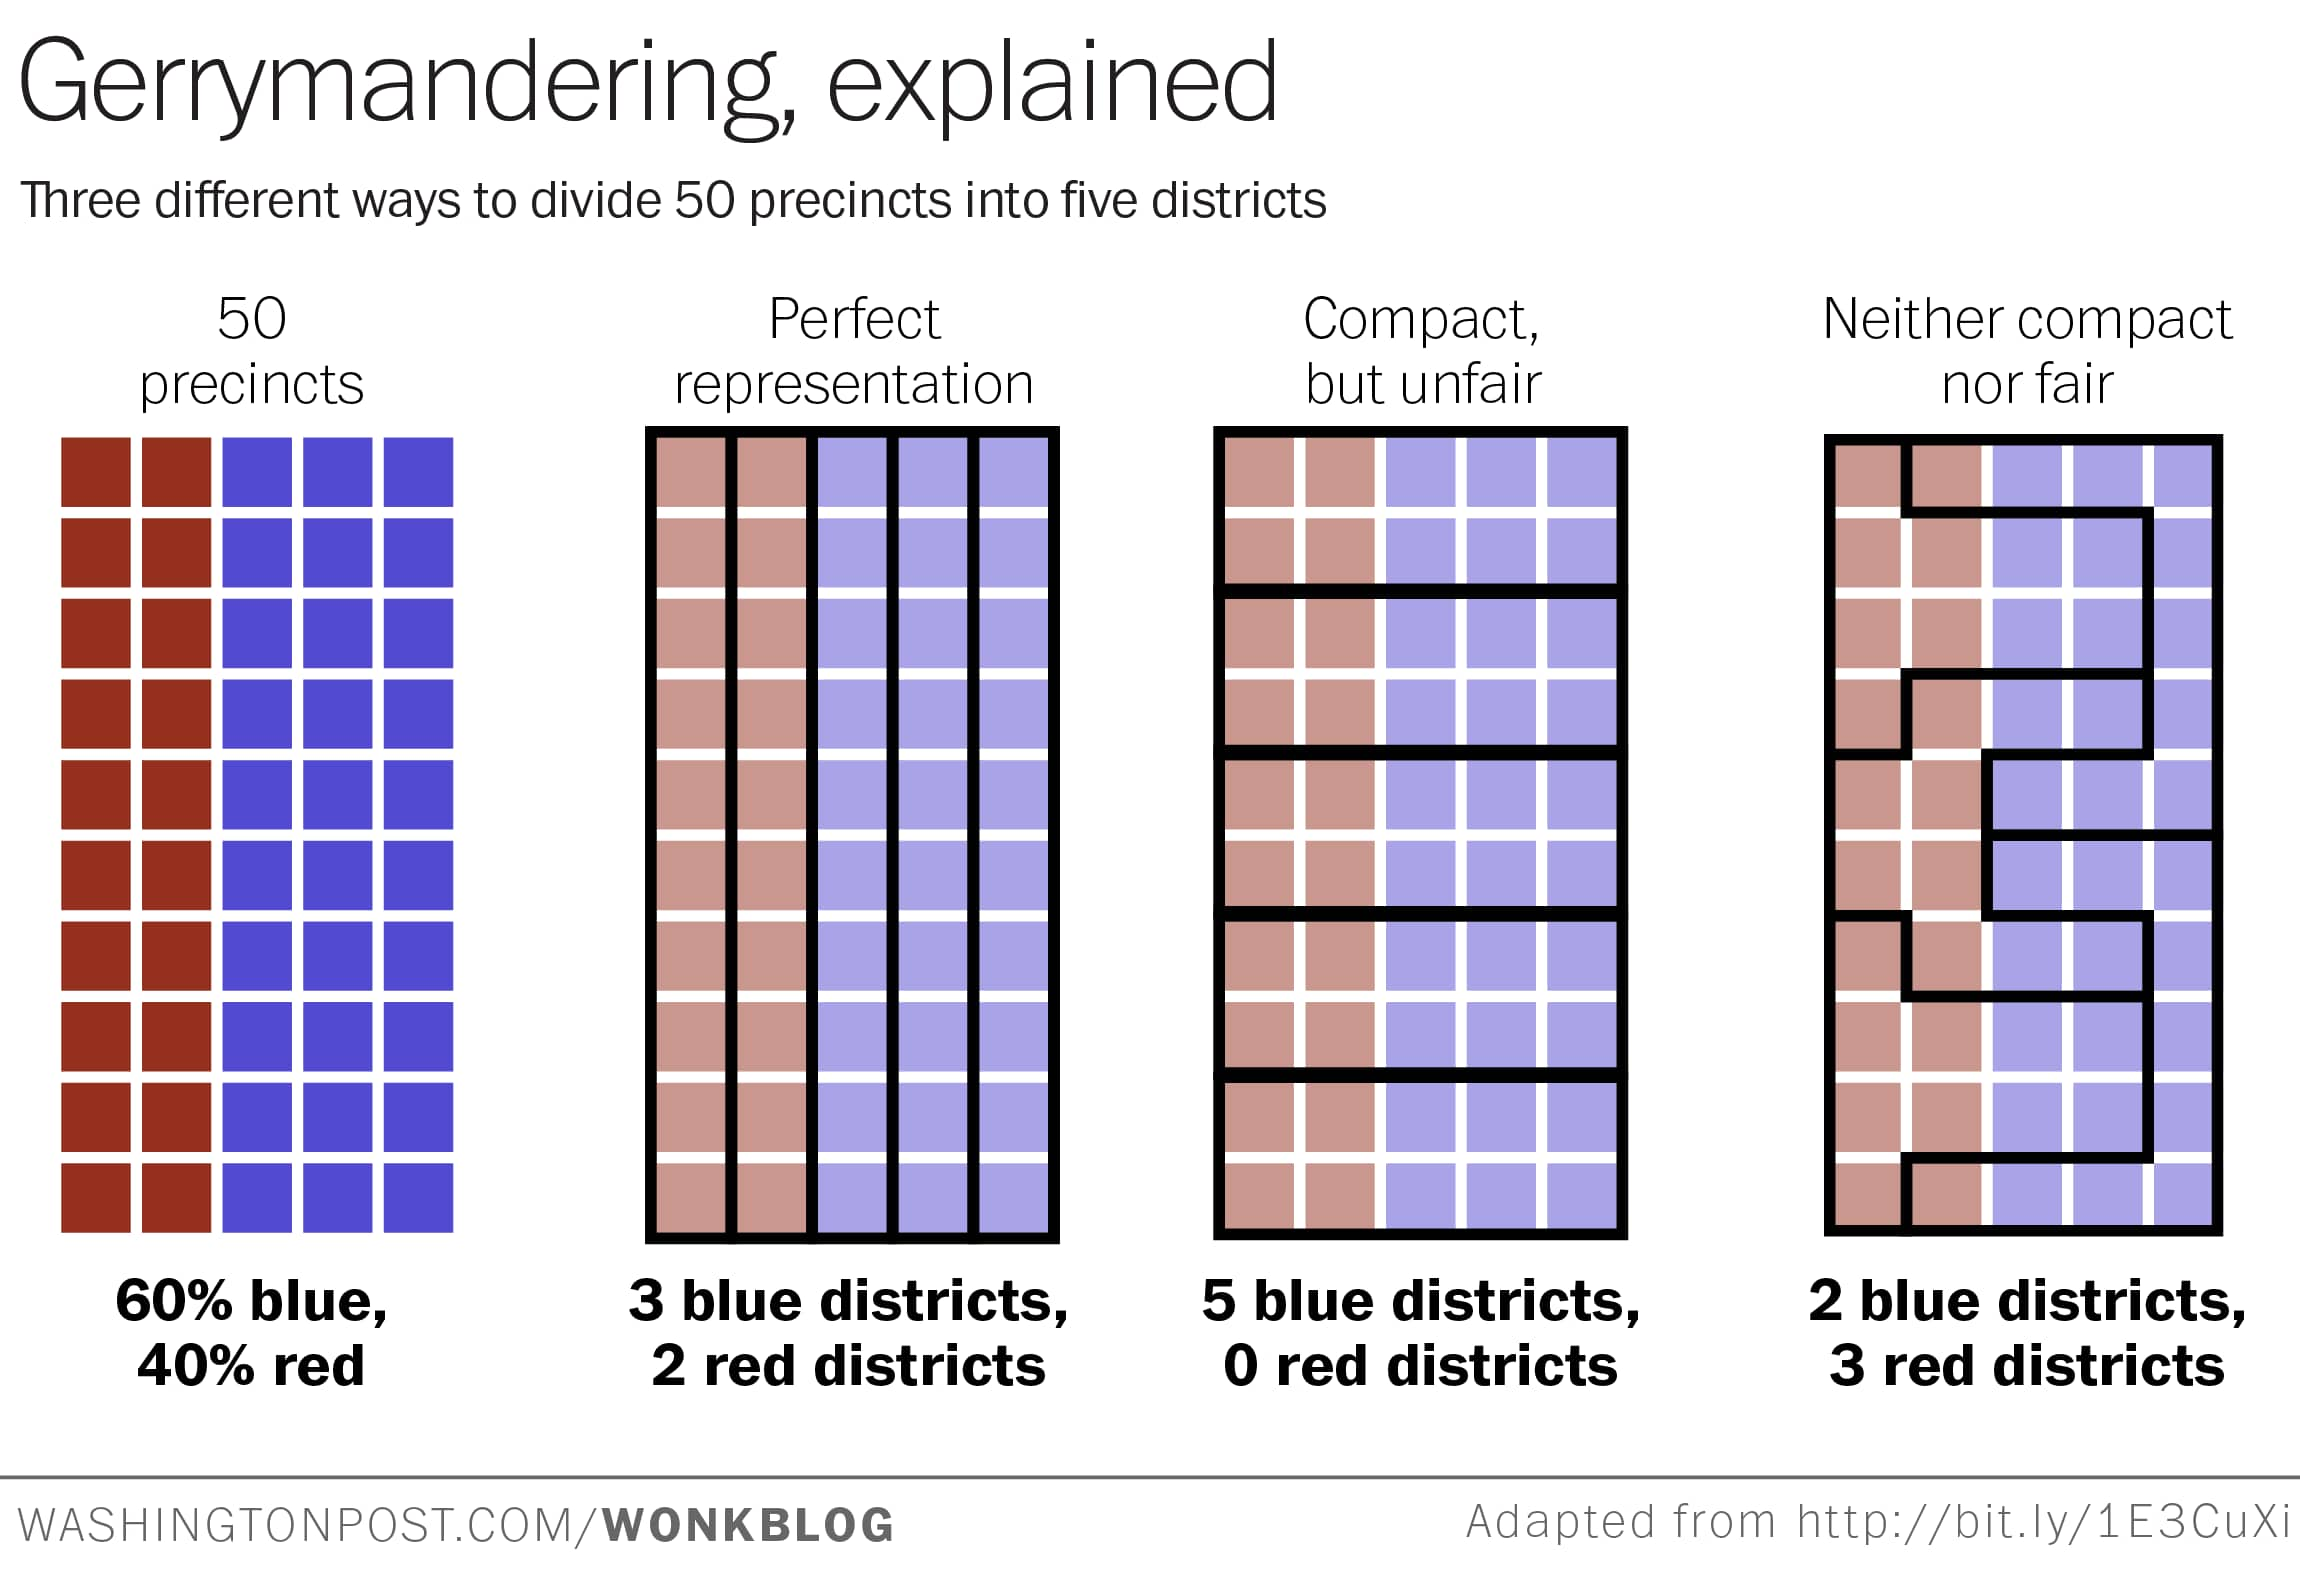 Gerrymandering, explained
Three different ways to divide 50 precincts into five districts
50
precincts
Perfect
representation
Compact,
but unfair
Neither compact
nor fair
60% blue,
40% red
3 blue districts,
2 red districts
5 blue districts,
0 red districts
2 blue districts,
3 red districts
WASHINGTONPOST.COM/WONKBLOG
Adapted from http://bit.ly/1E3CuXi